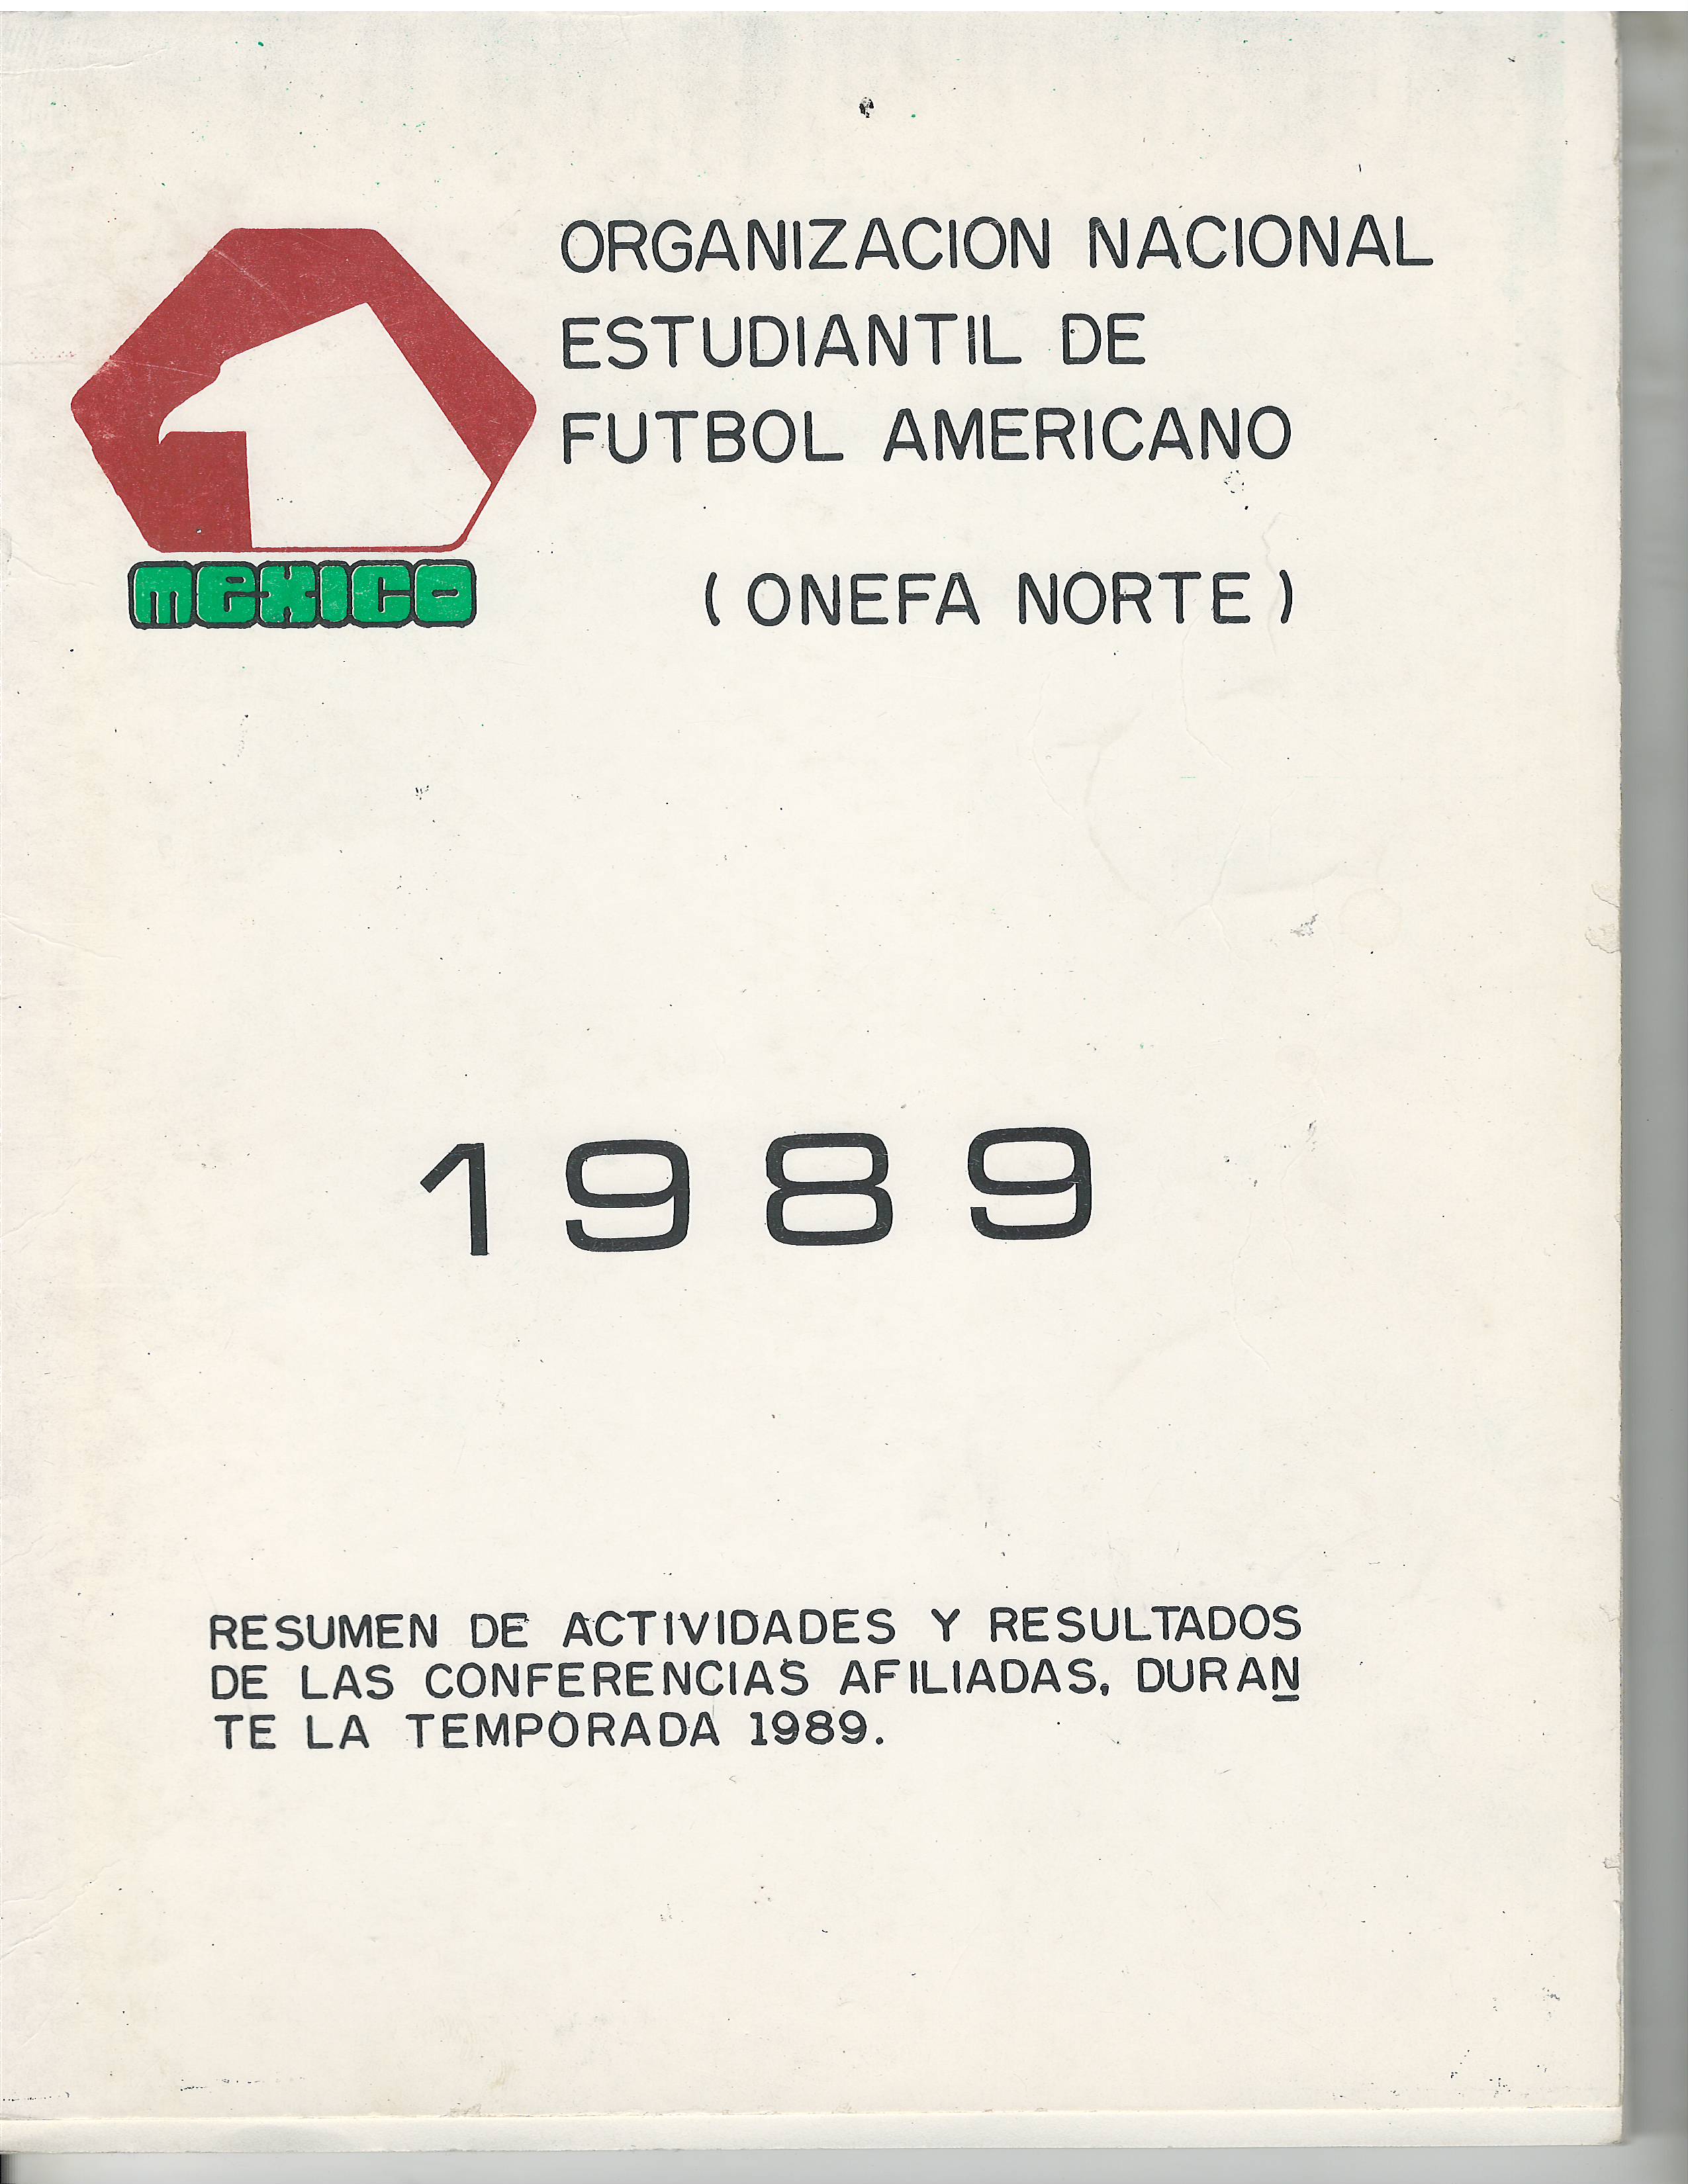 ORGANIZACION NACIONAL
ESTUDIANTIL DE
FUTBOL AMERICANO
MEXICO
(ONEFA NORTE)
1989
RESUMEN DE ACTIVIDADES Y RESULTADOS
DE LAS CONFERENCIAS AFILIADAS, DURAN
TE LA TEMPORADA 1989.